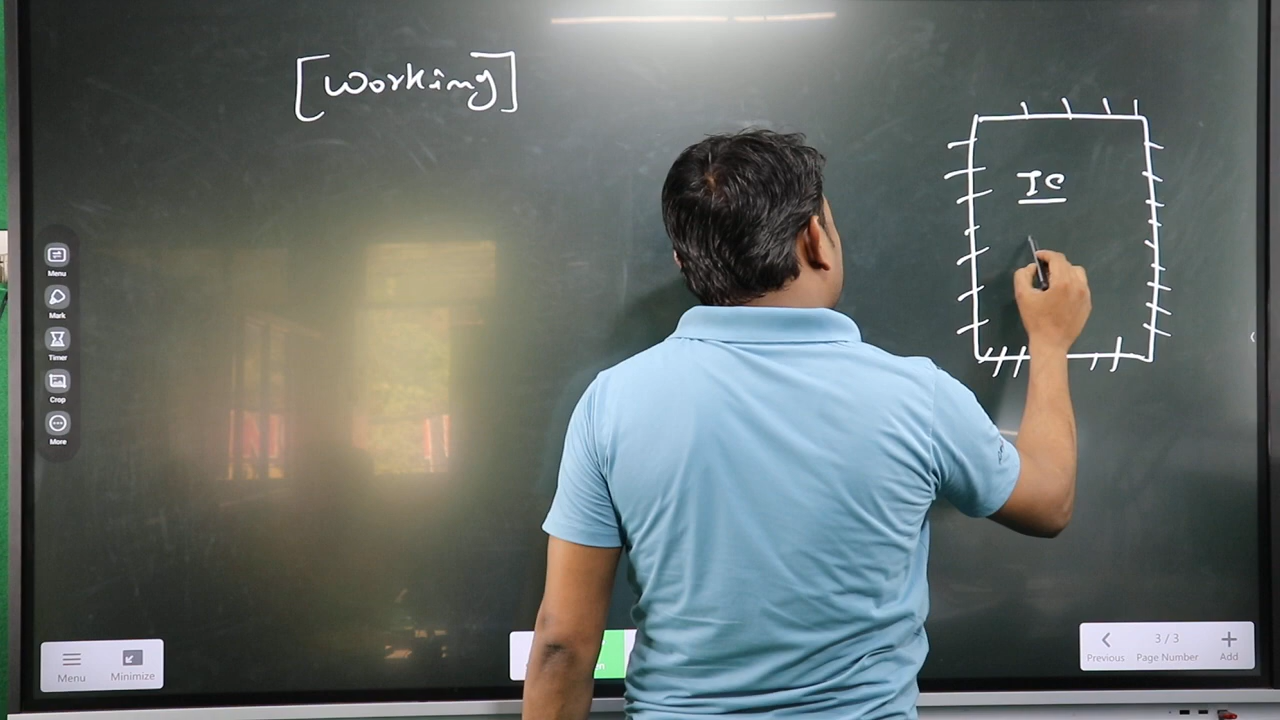 [Working]
IC
Menu
Mark
Timer
Crop
More
Menu
Minimize
Previous
3 / 3
Page Number
Add